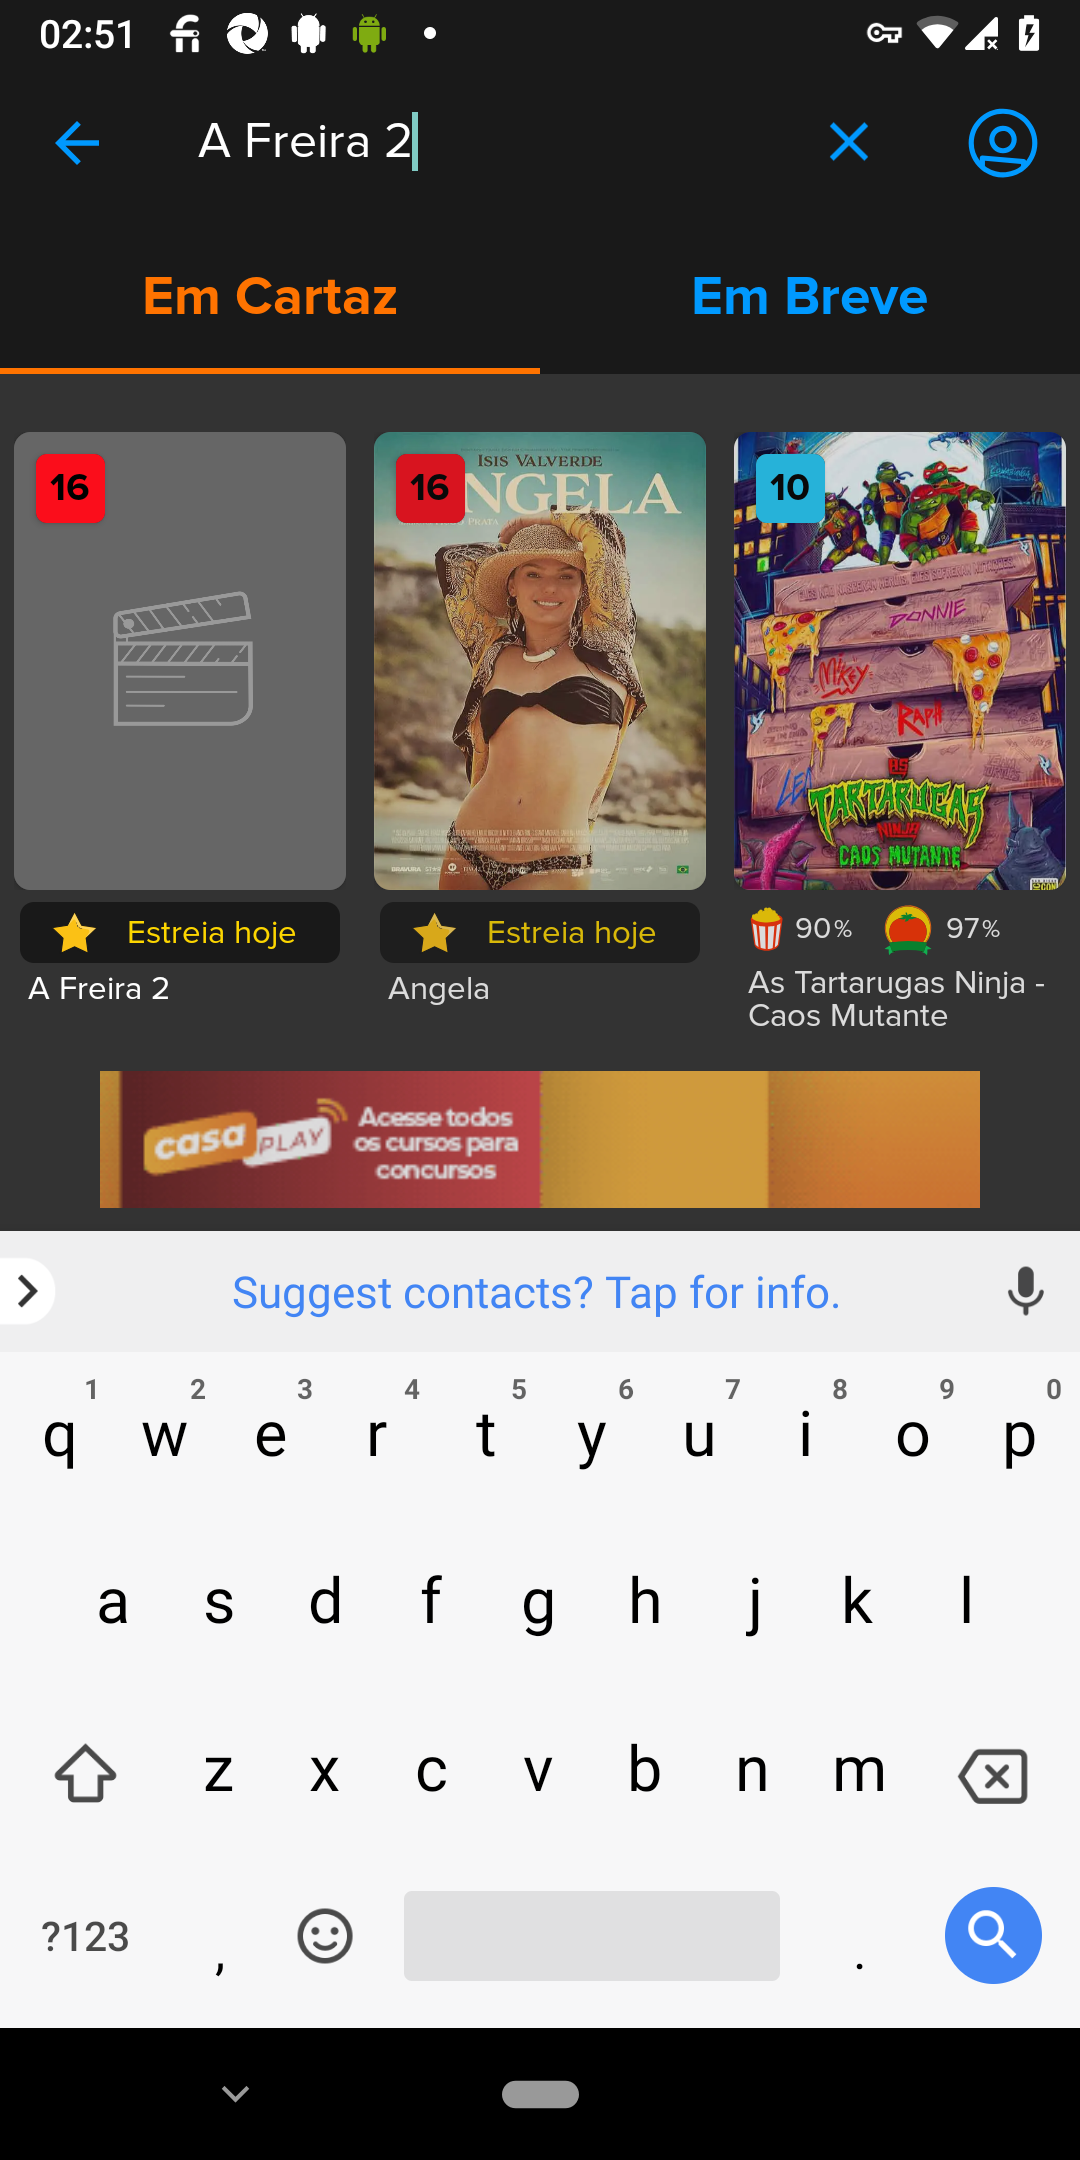 02:51
A Freira 2
Em Cartaz
Em Breve
16
16
10
ISIS VALVERDE
NGELA
PRATA
DONNIE
MIKEY
RAPH
LEO
AS
TARTARUGAS
NINJA
CAOS MUTANTE
Estreia hoje
Estreia hoje
90%
97%
A Freira 2
Angela
As Tartarugas Ninja -
Caos Mutante
casa PLAY
Acesse todos
os cursos para
concursos
Suggest contacts? Tap for info.
1 2 3 4 5 6 7 8 9 0
q w e r t y u i o p
a s d f g h j k l
z x c v b n m
?123 , .